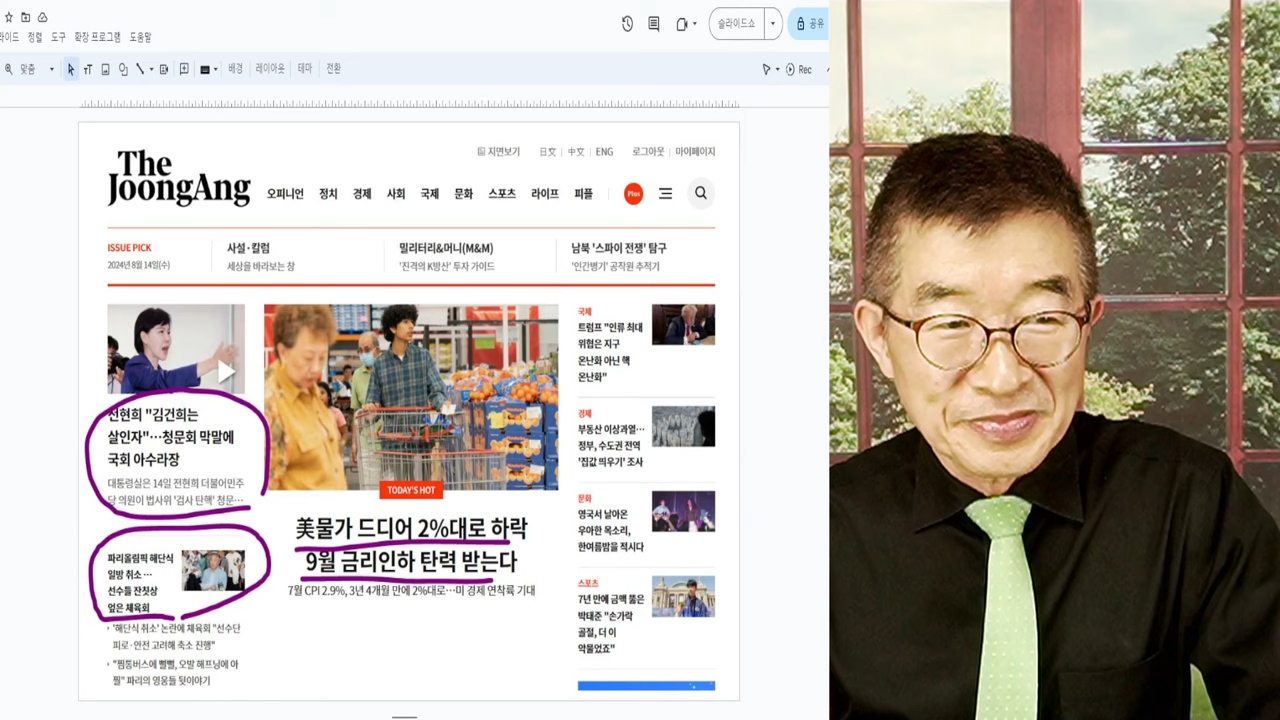 라이드 정렬 도구 확장 프로그램 도움말
슬라이드쇼
공유
맞춤
배경 레이아웃 테마 전환
Rec
지면보기 日文 | 中文 | ENG 로그아웃 | 마이페이지
The
JoongAng
오피니언 정치 경제 사회 국제 문화 스포츠 라이프 피플
Plus
ISSUE PICK
2024년 8월 14일(수)
사설·칼럼
세상을 바라보는 창
밀리터리&머니(M&M)
'진격의 K방산' 투자 가이드
남북 '스파이 전쟁' 탐구
'인간병기' 공작원 추적기
전현희 "김건희는
살인자"…청문회 막말에
국회 아수라장
대통령실은 14일 전현희 더불어민주
당 의원이 법사위 '검사 탄핵' 청문…
파리올림픽 해단식
일방 취소 …
선수들 잔칫상
엎은 체육회
'해단식 취소' 논란에 체육회 "선수단
피로·안전 고려해 축소 진행"
"찜통버스에 삘삘, 오발 해프닝에 아
찔" 파리의 영웅들 뒷이야기
TODAY'S HOT
美물가 드디어 2%대로 하락
9월 금리인하 탄력 받는다
7월 CPI 2.9%, 3년 4개월 만에 2%대로…미 경제 연착륙 기대
국제
트럼프 "인류 최대
위협은 지구
온난화 아닌 핵
온난화"
경제
부동산 이상과열…
정부, 수도권 전역
'집값 띄우기' 조사
문화
영국서 날아온
우아한 목소리,
한여름밤을 적시다
스포츠
7년 만에 금맥 뚫은
박태준 "손가락
골절, 더 이
악물었죠"